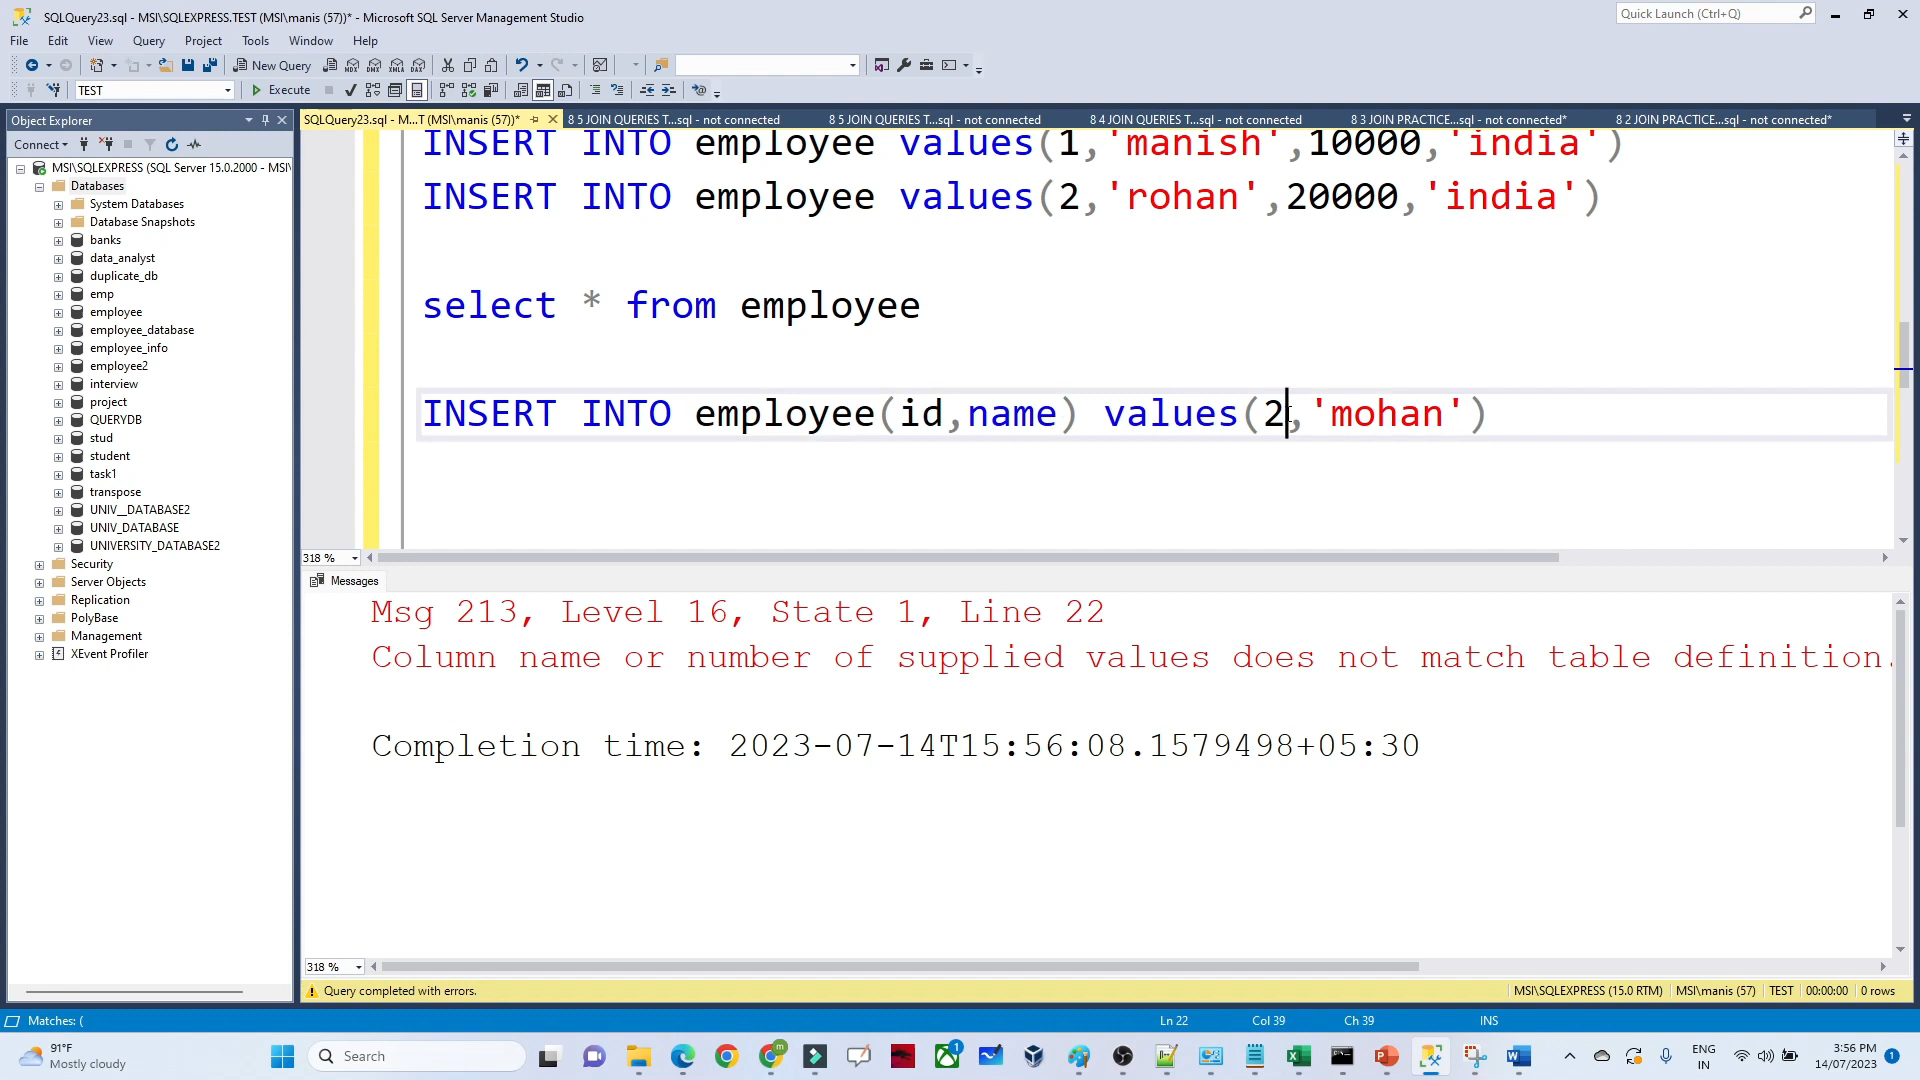 SQLQuery23.sql - MSI\SQLEXPRESS.TEST (MSI\manis (57))* - Microsoft SQL Server Management Studio
Quick Launch (Ctrl+Q)
File Edit View Query Project Tools Window Help
New Query
TEST Execute
Object Explorer
SQLQuery23.sql - M...T (MSI\manis (57))* 8 5 JOIN QUERIES T...sql - not connected 8 5 JOIN QUERIES T...sql - not connected 8 4 JOIN QUERIES T...sql - not connected 8 3 JOIN PRACTICE...sql - not connected* 8 2 JOIN PRACTICE...sql - not connected*
Connect
MSI\SQLEXPRESS (SQL Server 15.0.2000 - MSI\
Databases
System Databases
Database Snapshots
banks
data_analyst
duplicate_db
emp
employee
employee_database
employee_info
employee2
interview
project
QUERYDB
stud
student
task1
transpose
UNIV__DATABASE2
UNIV_DATABASE
UNIVERSITY_DATABASE2
Security
Server Objects
Replication
PolyBase
Management
XEvent Profiler
INSERT INTO employee values(1,'manish',10000,'india')
INSERT INTO employee values(2,'rohan',20000,'india')
select * from employee
INSERT INTO employee(id,name) values(2,'mohan')
318 %
Messages
Msg 213, Level 16, State 1, Line 22
Column name or number of supplied values does not match table definition.
Completion time: 2023-07-14T15:56:08.1579498+05:30
318 %
Query completed with errors. MSI\SQLEXPRESS (15.0 RTM) MSI\manis (57) TEST 00:00:00 0 rows
Matches: ( Ln 22 Col 39 Ch 39 INS
91°F
Mostly cloudy
Search
ENG
IN
3:56 PM
14/07/2023